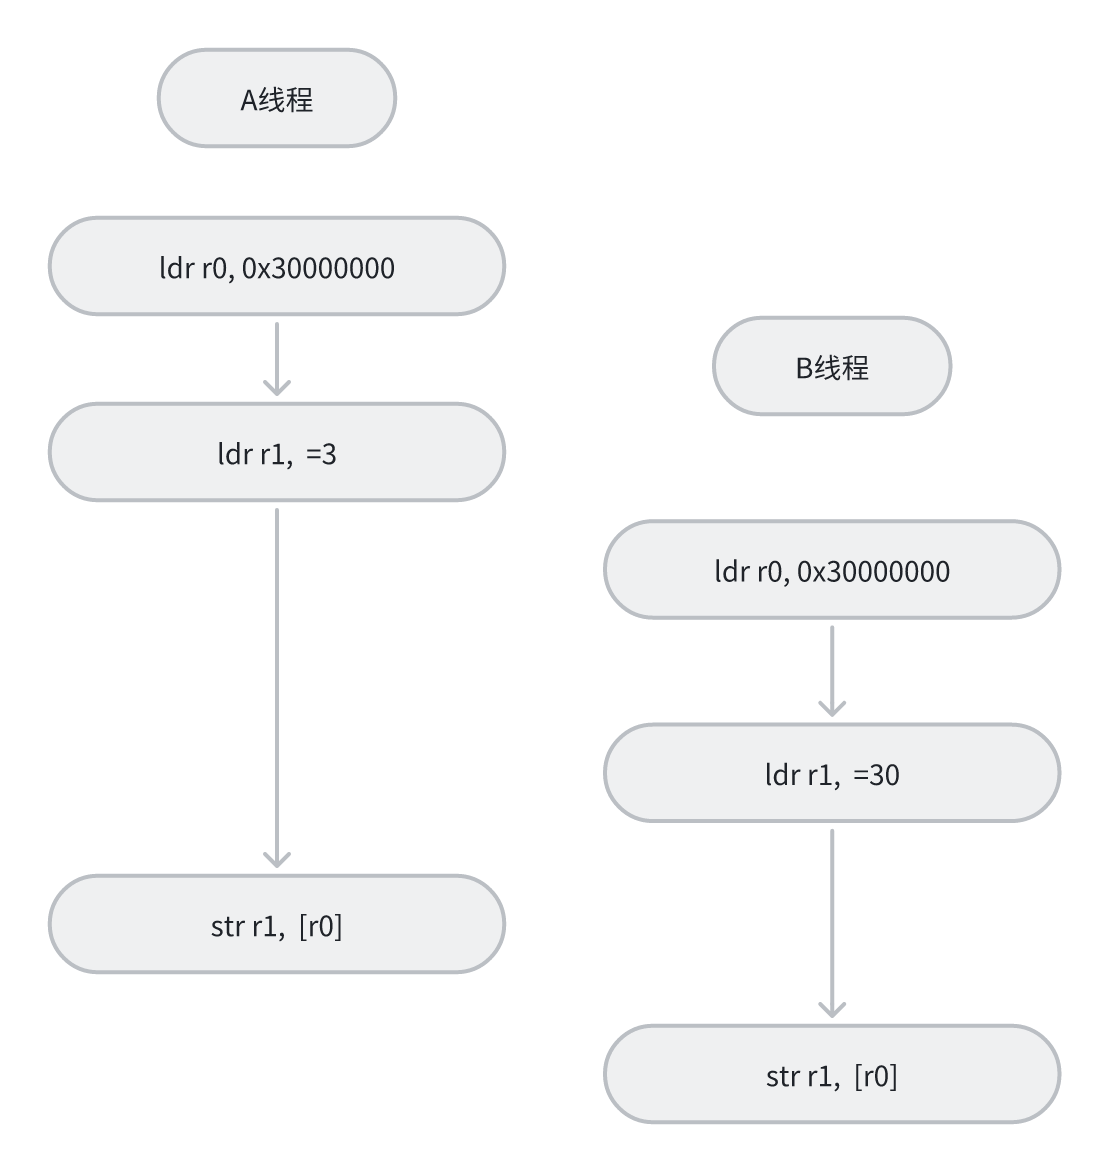 A线程
ldr r0, 0x30000000
ldr r1,  =3
str r1,  [r0]
B线程
ldr r0, 0x30000000
ldr r1,  =30
str r1,  [r0]